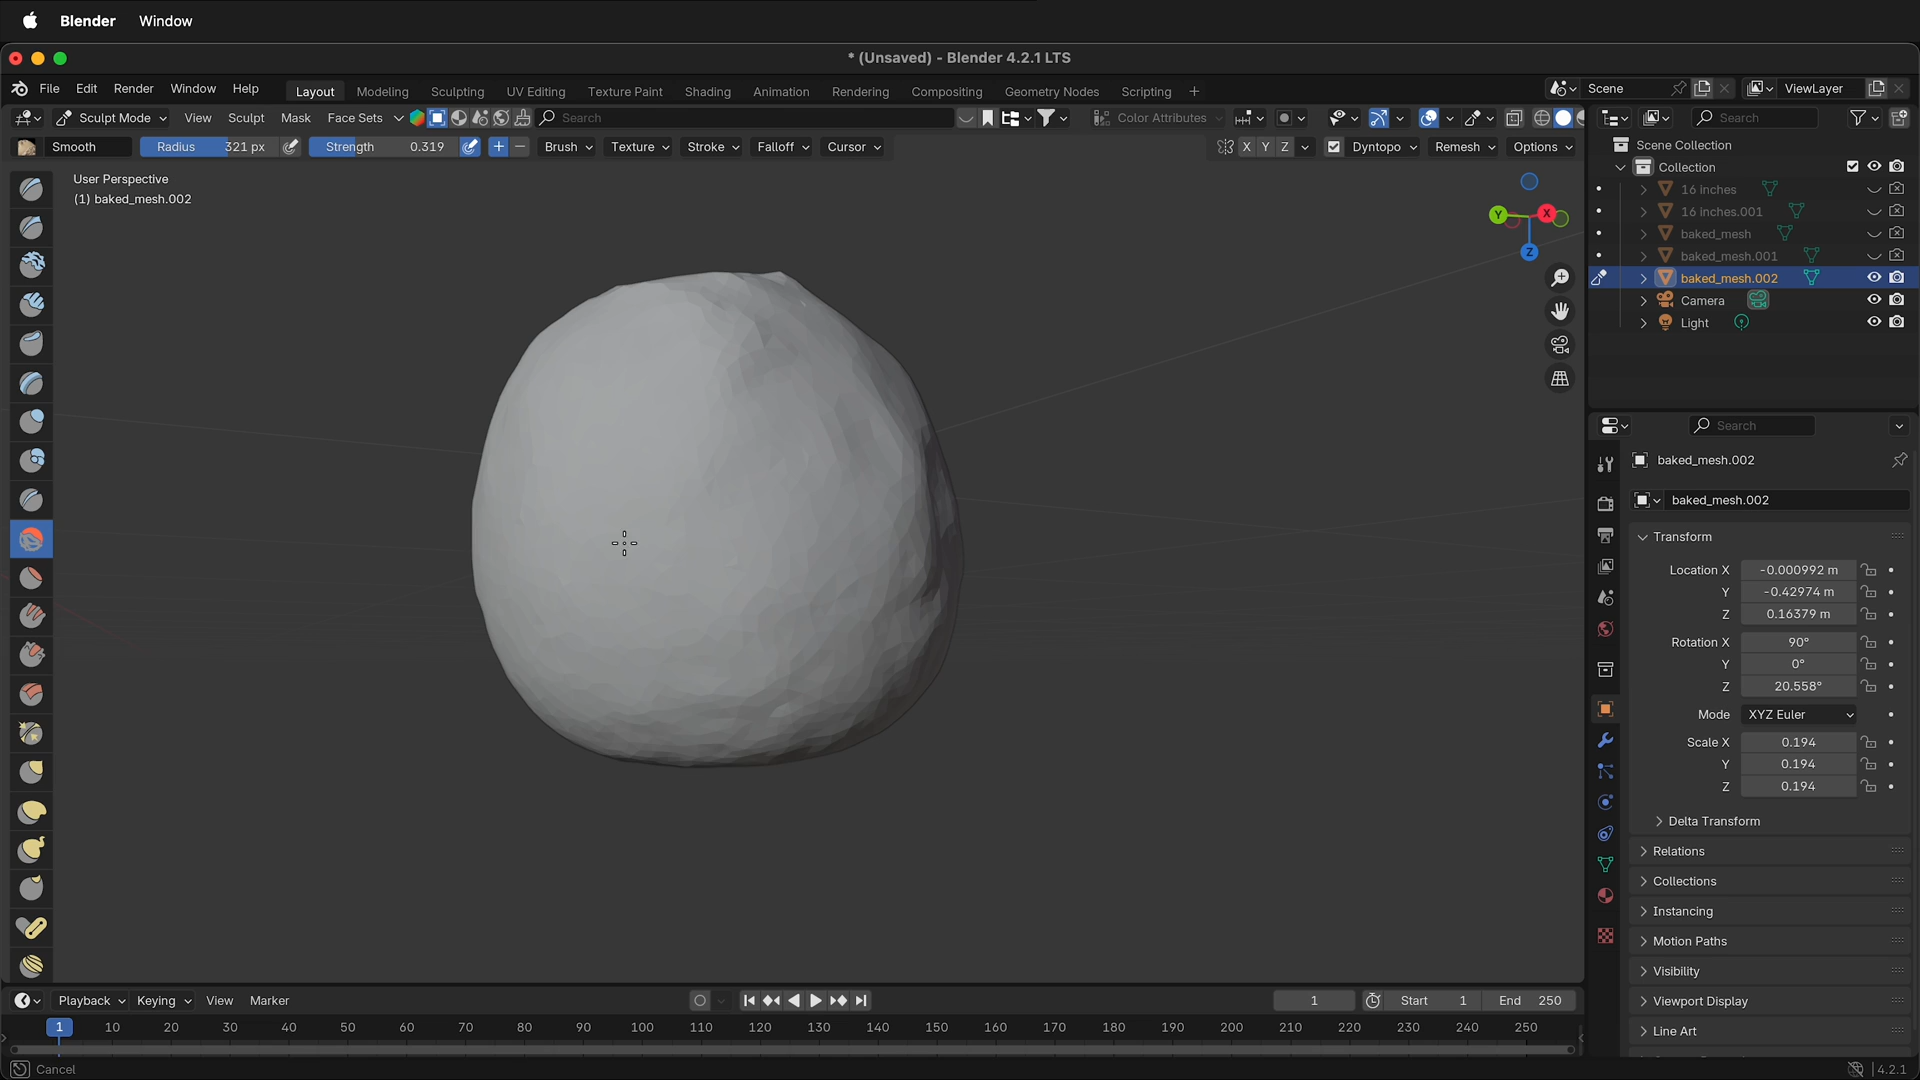 Blender Window
* (Unsaved) - Blender 4.2.1 LTS
File Edit Render Window Help Layout Modeling Sculpting UV Editing Texture Paint Shading Animation Rendering Compositing Geometry Nodes Scripting + Scene ViewLayer
Sculpt Mode View Sculpt Mask Face Sets Search Color Attributes Search
Smooth Radius 321 px Strength 0.319 Brush Texture Stroke Falloff Cursor X Y Z Dyntopo Remesh Options
User Perspective
(1) baked_mesh.002
Y X
Z
Scene Collection
Collection
16 inches
16 inches.001
baked_mesh
baked_mesh.001
baked_mesh.002
Camera
Light
Search
baked_mesh.002
baked_mesh.002
Transform
Location X -0.000992 m
Y -0.42974 m
Z 0.16379 m
Rotation X 90°
Y 0°
Z 20.558°
Mode XYZ Euler
Scale X 0.194
Y 0.194
Z 0.194
Delta Transform
Relations
Collections
Instancing
Motion Paths
Visibility
Viewport Display
Line Art
Playback Keying View Marker 1 Start 1 End 250
1 10 20 30 40 50 60 70 80 90 100 110 120 130 140 150 160 170 180 190 200 210 220 230 240 250
Cancel 4.2.1